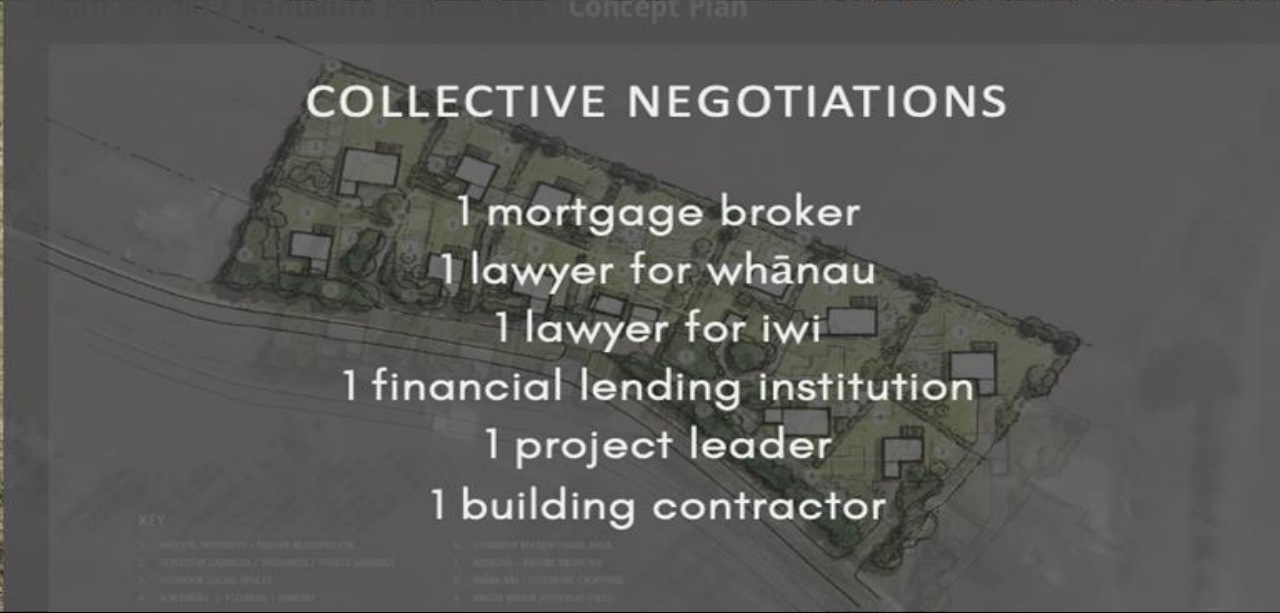 Concept Plan
COLLECTIVE NEGOTIATIONS
1 mortgage broker
1 lawyer for whānau
1 lawyer for iwi
1 financial lending institution
1 project leader
1 building contractor
KEY